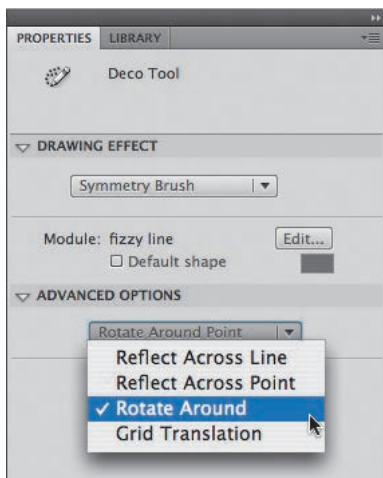 PROPERTIES LIBRARY
Deco Tool
DRAWING EFFECT
Symmetry Brush
Module: fizzy line Edit...
Default shape
ADVANCED OPTIONS
Rotate Around Point
Reflect Across Line
Reflect Across Point
✓ Rotate Around
Grid Translation